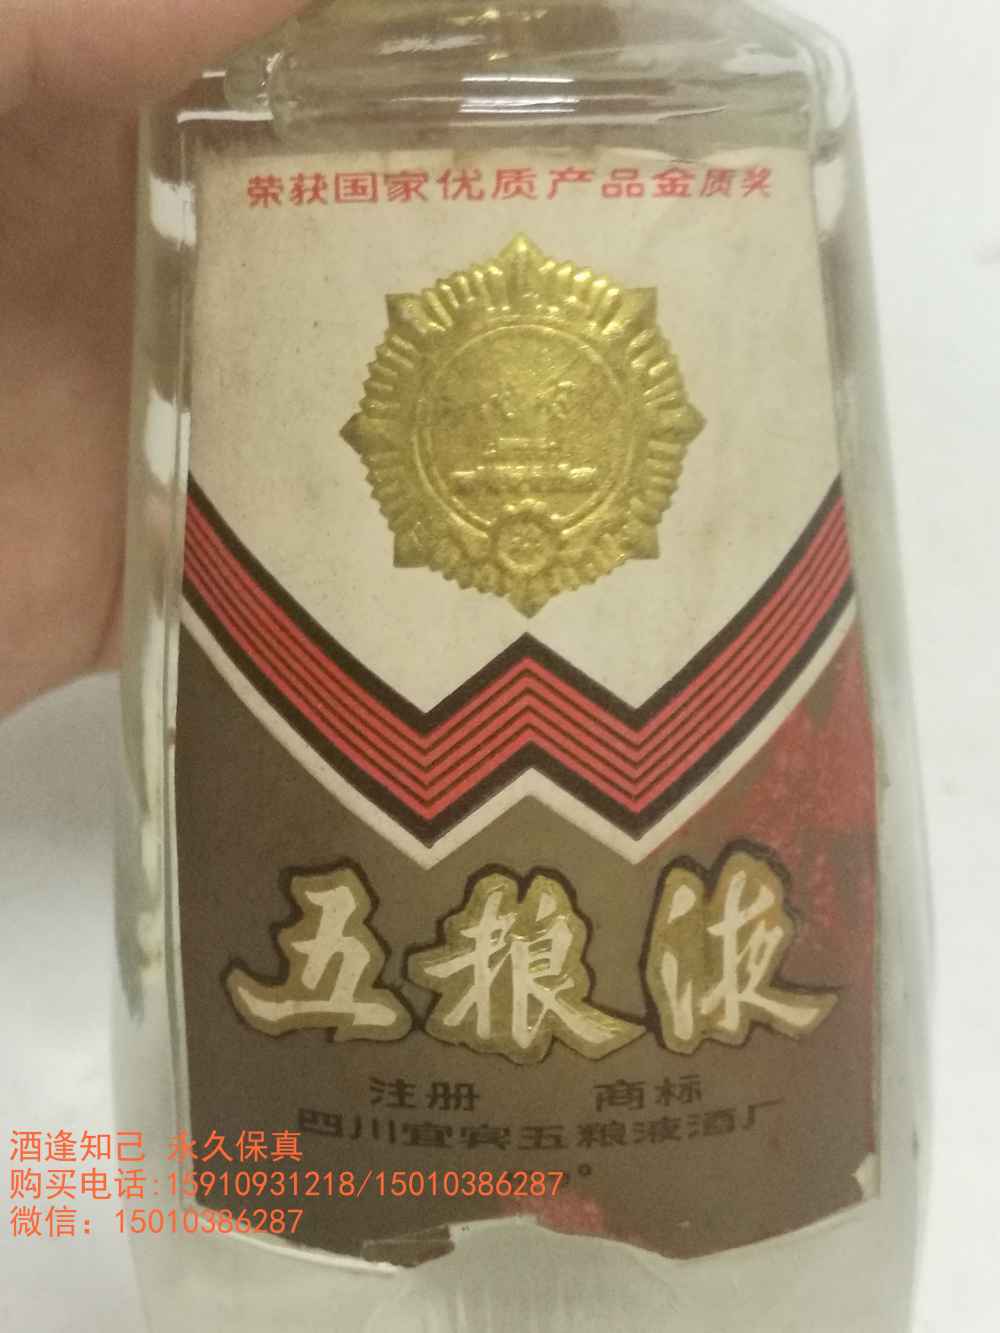 荣获国家优质产品金质奖
五粮液
注册 商标
四川宜宾五粮液酒厂
酒逢知己 永久保真
购买电话:15910931218/15010386287
微信：15010386287